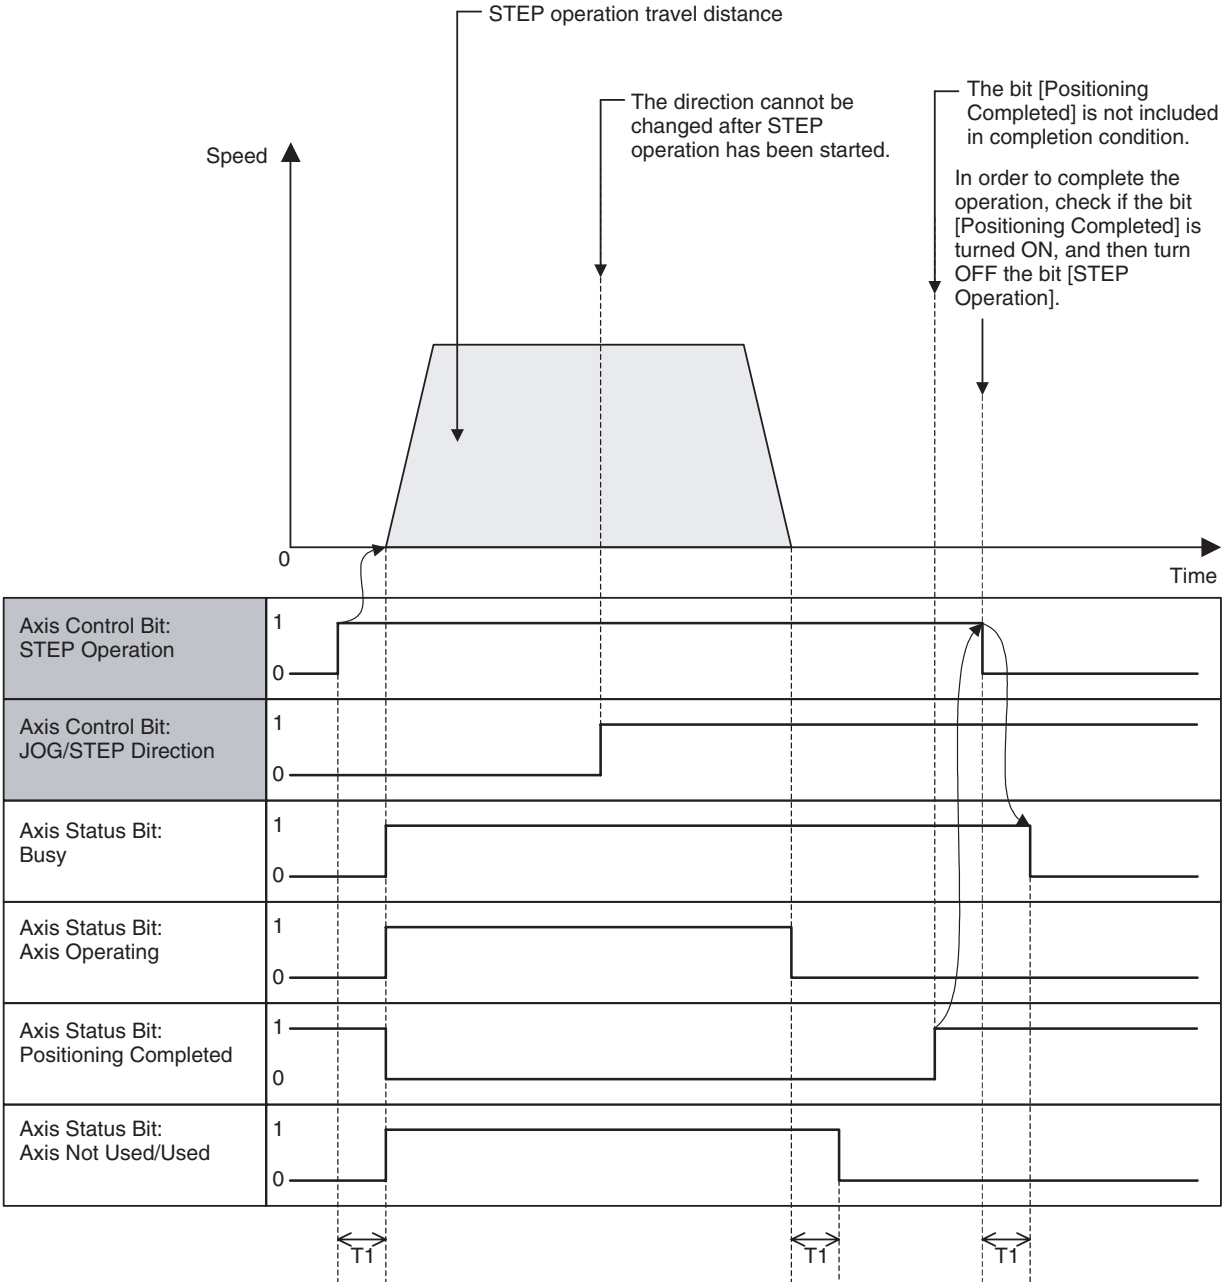 STEP operation travel distance
The direction cannot be
changed after STEP
operation has been started.
The bit [Positioning
Completed] is not included
in completion condition.
In order to complete the
operation, check if the bit
[Positioning Completed] is
turned ON, and then turn
OFF the bit [STEP
Operation].
Speed
0
Time
Axis Control Bit:
STEP Operation
1
0
Axis Control Bit:
JOG/STEP Direction
1
0
Axis Status Bit:
Busy
1
0
Axis Status Bit:
Axis Operating
1
0
Axis Status Bit:
Positioning Completed
1
0
Axis Status Bit:
Axis Not Used/Used
1
0
T1
T1
T1